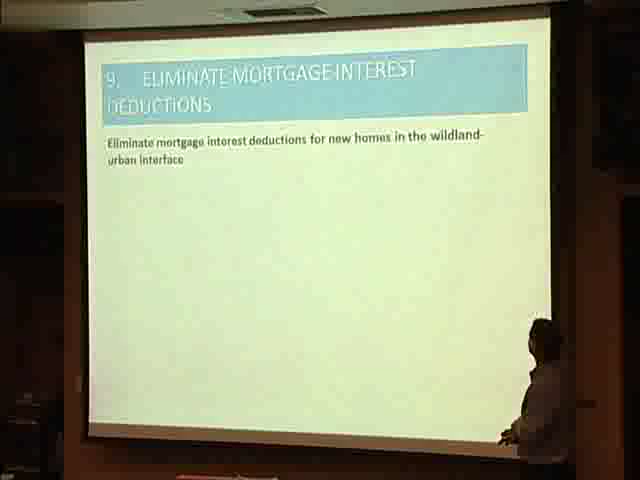 9. ELIMINATE MORTGAGE INTEREST
DEDUCTIONS
Eliminate mortgage interest deductions for new homes in the wildland-
urban interface